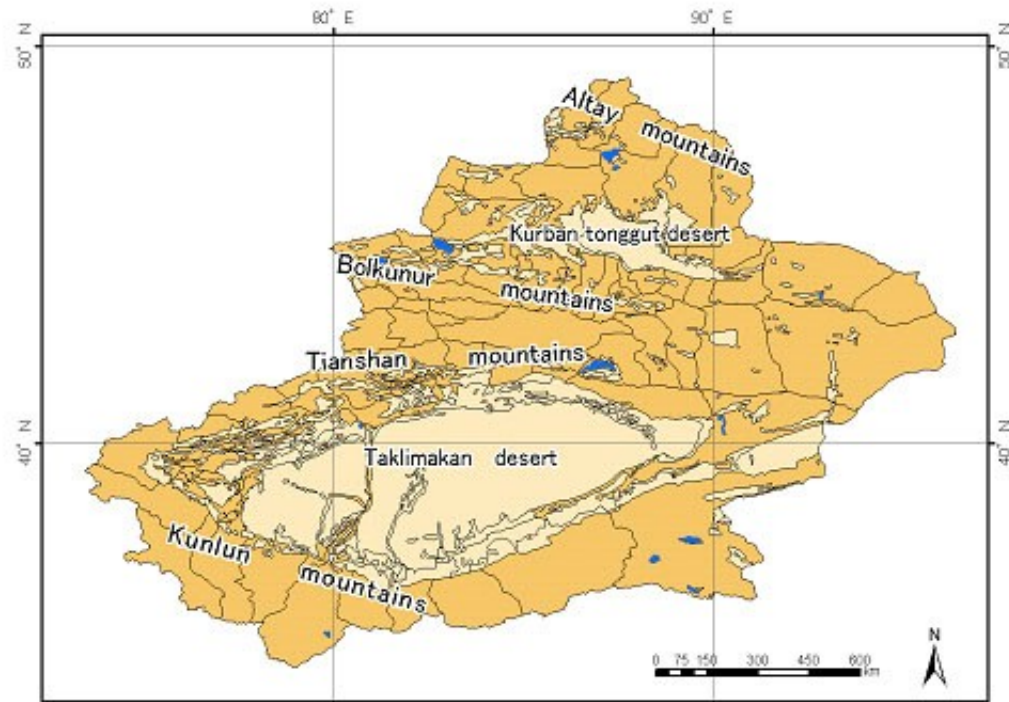 80° E 90° E
50° N 50° N
Altay mountains
Kurban tonggut desert
Bolkunur mountains
Tianshan mountains
40° N 40° N
Taklimakan desert
Kunlun mountains
N
0 75 150 300 450 600
km